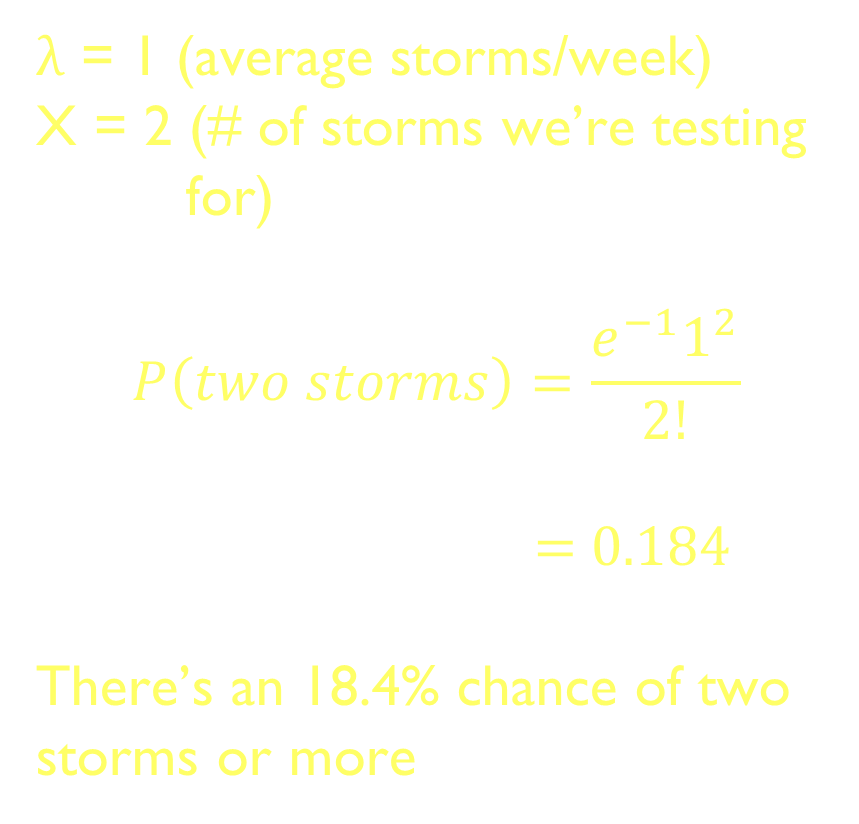 λ = 1 (average storms/week)
X = 2 (# of storms we’re testing
for)
P(two storms) = \frac{e^{-1}1^{2}}{2!}
= 0.184
There’s an 18.4% chance of two
storms or more